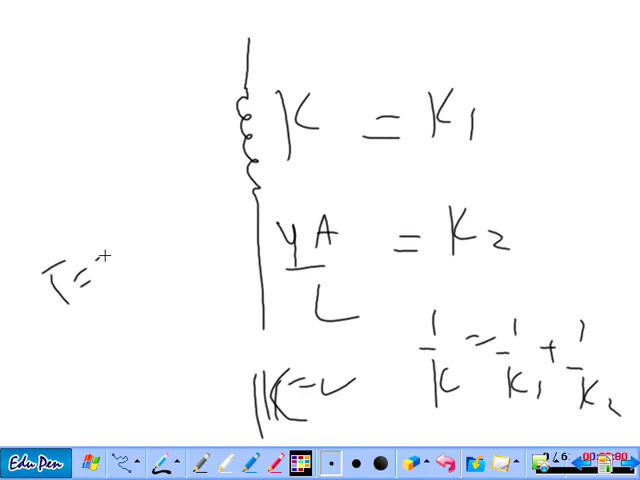 K = K1
YA/L = K2
T=
1/K = 1/K1 + 1/K2
Edu Pen